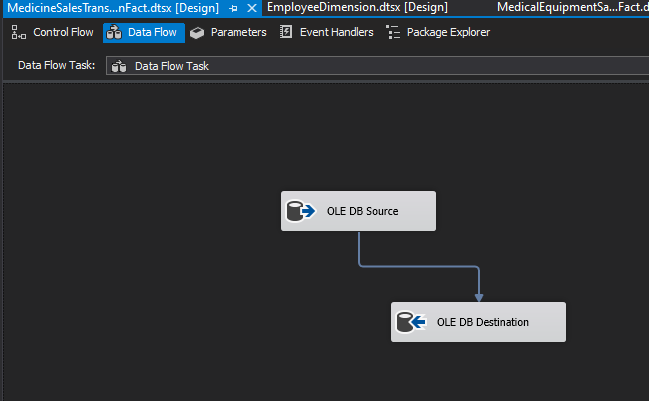 MedicineSalesTrans...nFact.dtsx [Design] EmployeeDimension.dtsx [Design] MedicalEquipmentSa...Fact.d
Control Flow Data Flow Parameters Event Handlers Package Explorer
Data Flow Task: Data Flow Task
OLE DB Source
OLE DB Destination